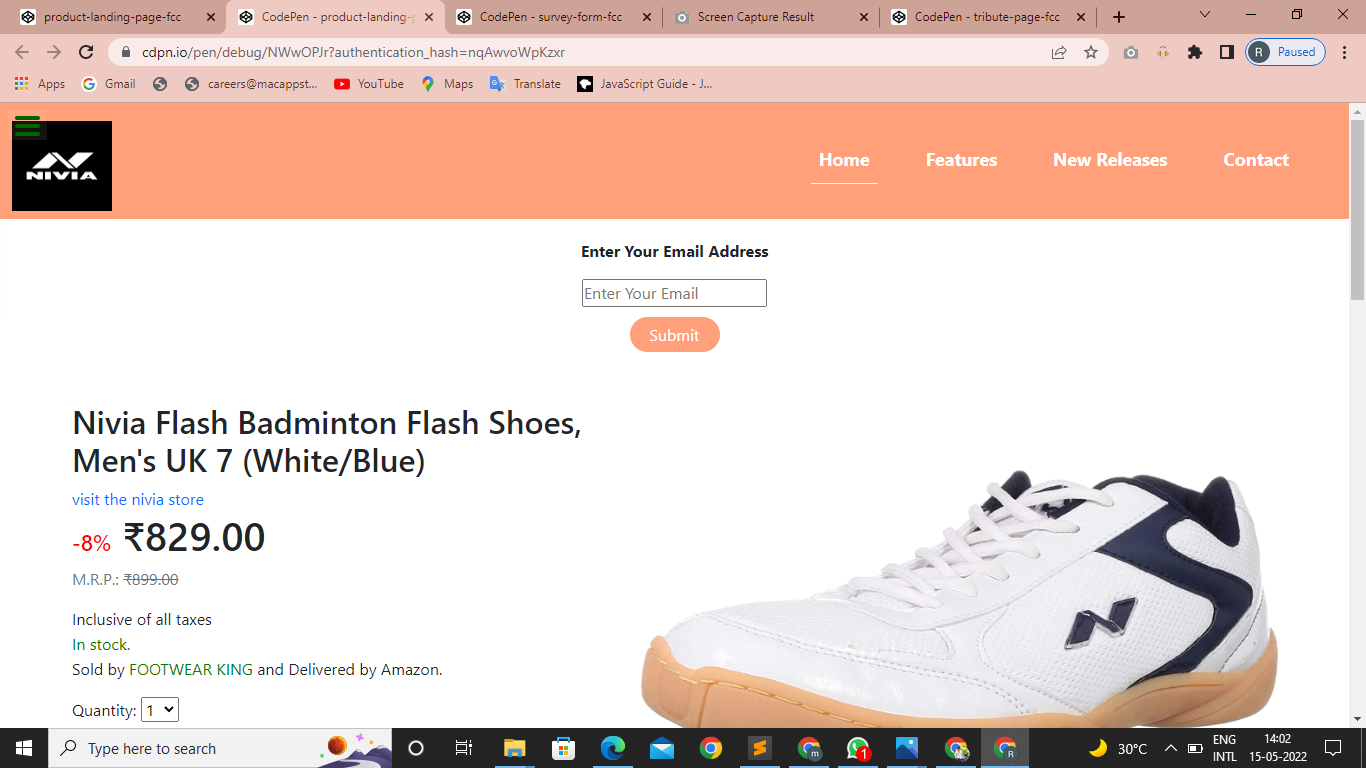 product-landing-page-fcc
CodePen - product-landing-p
CodePen - survey-form-fcc
Screen Capture Result
CodePen - tribute-page-fcc
cdpn.io/pen/debug/NWwOPJr?authentication_hash=nqAwvoWpKzxr
R Paused
Apps
Gmail
careers@macappst...
YouTube
Maps
Translate
JavaScript Guide - J...
NIVIA
Home
Features
New Releases
Contact
Enter Your Email Address
Enter Your Email
Submit
Nivia Flash Badminton Flash Shoes,
Men's UK 7 (White/Blue)
visit the nivia store
-8% ₹829.00
M.R.P.: ₹899.00
Inclusive of all taxes
In stock.
Sold by FOOTWEAR KING and Delivered by Amazon.
Quantity: 1
Type here to search
m
1
R
30°C
ENG
INTL
14:02
15-05-2022